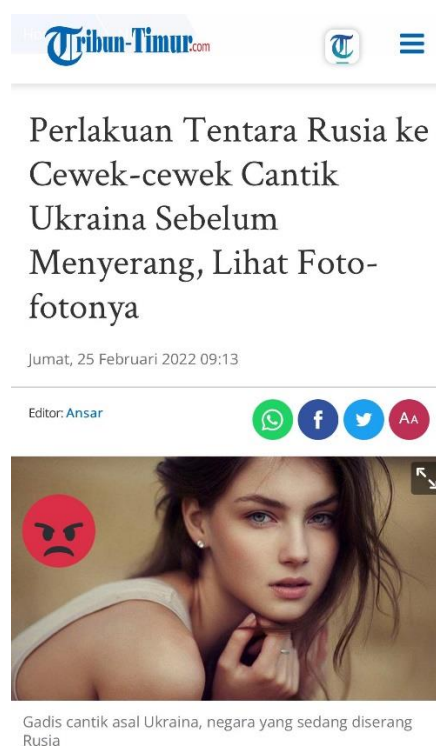 Tribun-Timur.com
Perlakuan Tentara Rusia ke
Cewek-cewek Cantik
Ukraina Sebelum
Menyerang, Lihat Foto-
fotonya
Jumat, 25 Februari 2022 09:13
Editor: Ansar
AA
Gadis cantik asal Ukraina, negara yang sedang diserang
Rusia